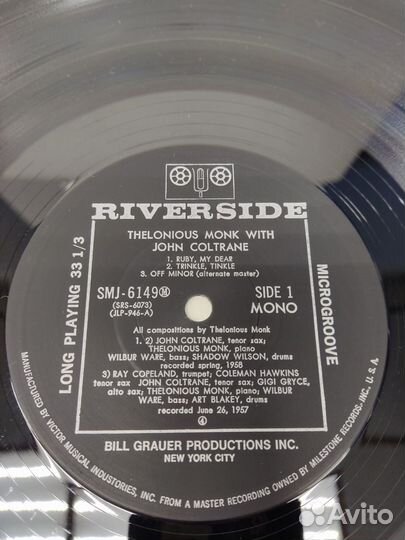 RIVERSIDE
THELONIOUS MONK WITH
JOHN COLTRANE
1. RUBY, MY DEAR
2. TRINKLE, TINKLE
3. OFF MINOR (alternate master)
SMJ-6149Ⓜ
(SRS-6073)
(JLP-946-A)
SIDE 1
MONO
LONG PLAYING 33 1/3
MICROGROOVE
All compositions by Thelonious Monk
1. 2) JOHN COLTRANE, tenor sax;
THELONIOUS MONK, piano
WILBUR WARE, bass; SHADOW WILSON, drums
recorded spring, 1958
3) RAY COPELAND, trumpet; COLEMAN HAWKINS
tenor sax JOHN COLTRANE, tenor sax; GIGI GRYCE,
alto sax; THELONIOUS MONK, piano; WILBUR
WARE, bass; ART BLAKEY, drums
recorded June 26, 1957
④
BILL GRAUER PRODUCTIONS INC.
NEW YORK CITY
MANUFACTURED BY VICTOR MUSICAL INDUSTORIES, INC. FROM A MASTER RECORDING OWNED BY MILESTONE RECORDS, INC., U.S.A.
Avito